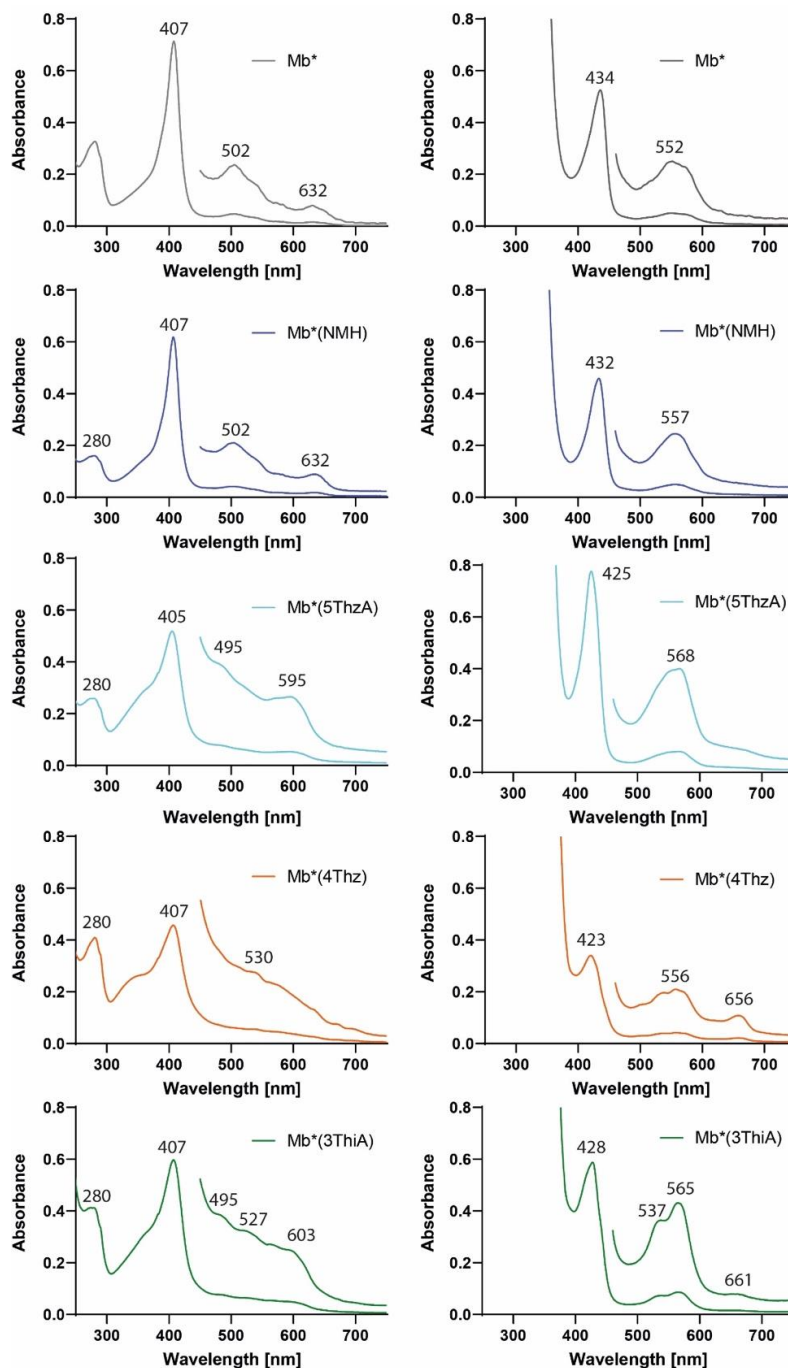 0.8
0.6
0.4
0.2
0.0
Absorbance
407
502
632
Mb*
300 400 500 600 700
Wavelength [nm]
0.8
0.6
0.4
0.2
0.0
Absorbance
434
552
Mb*
300 400 500 600 700
Wavelength [nm]
0.8
0.6
0.4
0.2
0.0
Absorbance
280
407
502
632
Mb*(NMH)
300 400 500 600 700
Wavelength [nm]
0.8
0.6
0.4
0.2
0.0
Absorbance
432
557
Mb*(NMH)
300 400 500 600 700
Wavelength [nm]
0.8
0.6
0.4
0.2
0.0
Absorbance
280
405
495
595
Mb*(5ThzA)
300 400 500 600 700
Wavelength [nm]
0.8
0.6
0.4
0.2
0.0
Absorbance
425
568
Mb*(5ThzA)
300 400 500 600 700
Wavelength [nm]
0.8
0.6
0.4
0.2
0.0
Absorbance
280
407
530
Mb*(4Thz)
300 400 500 600 700
Wavelength [nm]
0.8
0.6
0.4
0.2
0.0
Absorbance
423
556
656
Mb*(4Thz)
300 400 500 600 700
Wavelength [nm]
0.8
0.6
0.4
0.2
0.0
Absorbance
280
407
495
527
603
Mb*(3ThiA)
300 400 500 600 700
Wavelength [nm]
0.8
0.6
0.4
0.2
0.0
Absorbance
428
537
565
661
Mb*(3ThiA)
300 400 500 600 700
Wavelength [nm]